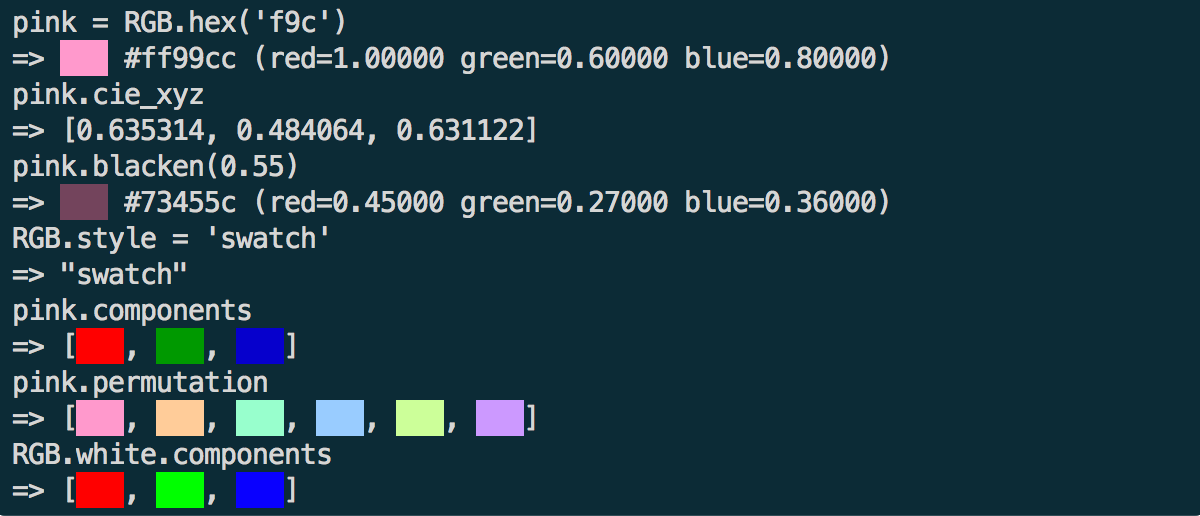 pink = RGB.hex('f9c')
=> #ff99cc (red=1.00000 green=0.60000 blue=0.80000)
pink.cie_xyz
=> [0.635314, 0.484064, 0.631122]
pink.blacken(0.55)
=> #73455c (red=0.45000 green=0.27000 blue=0.36000)
RGB.style = 'swatch'
=> "swatch"
pink.components
=> [, , ]
pink.permutation
=> [, , , , , ]
RGB.white.components
=> [, , ]